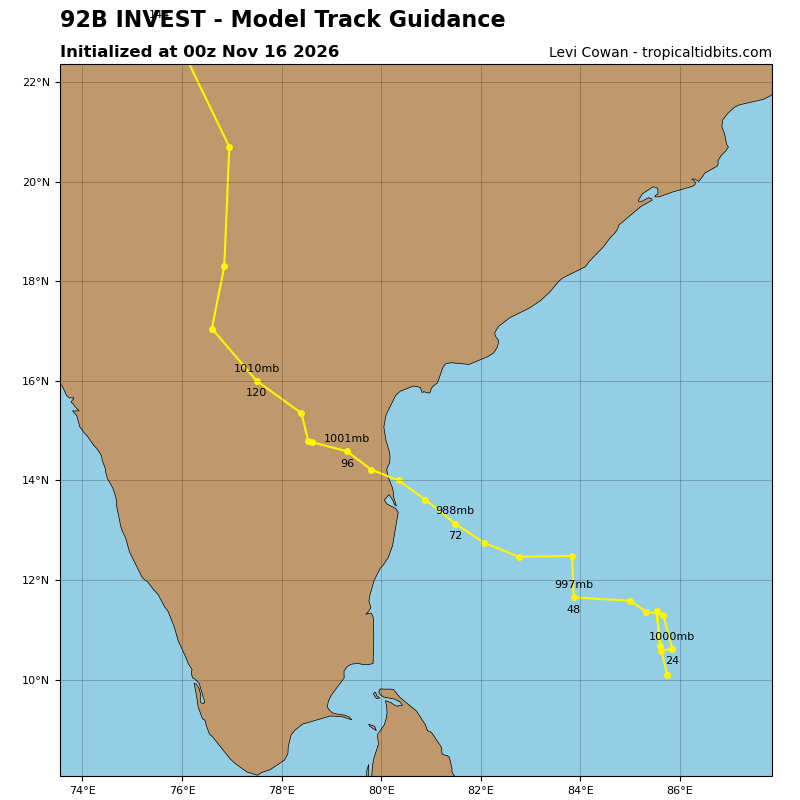 92B INVEST - Model Track Guidance
Initialized at 00z Nov 16 2026
Levi Cowan - tropicaltidbits.com
22°N
20°N
18°N
16°N
14°N
12°N
10°N
1010mb
120
1001mb
96
988mb
72
997mb
48
1000mb
24
74°E
76°E
78°E
80°E
82°E
84°E
86°E